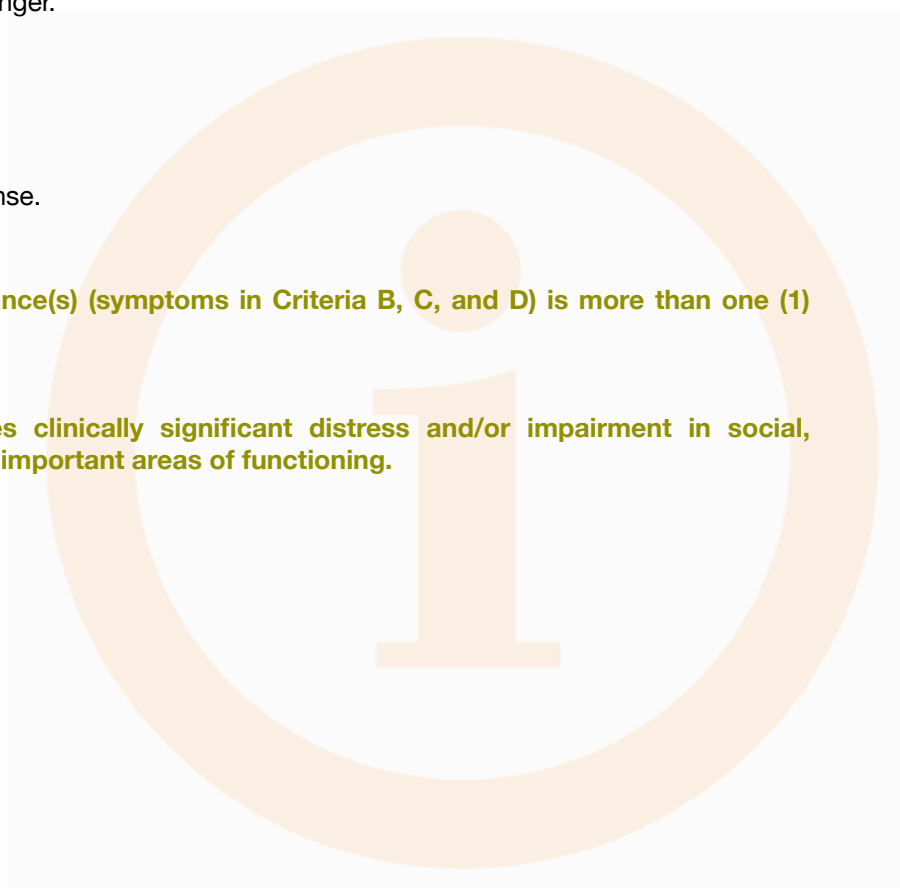 nger.
nse.
ance(s) (symptoms in Criteria B, C, and D) is more than one (1)
es clinically significant distress and/or impairment in social,
important areas of functioning.